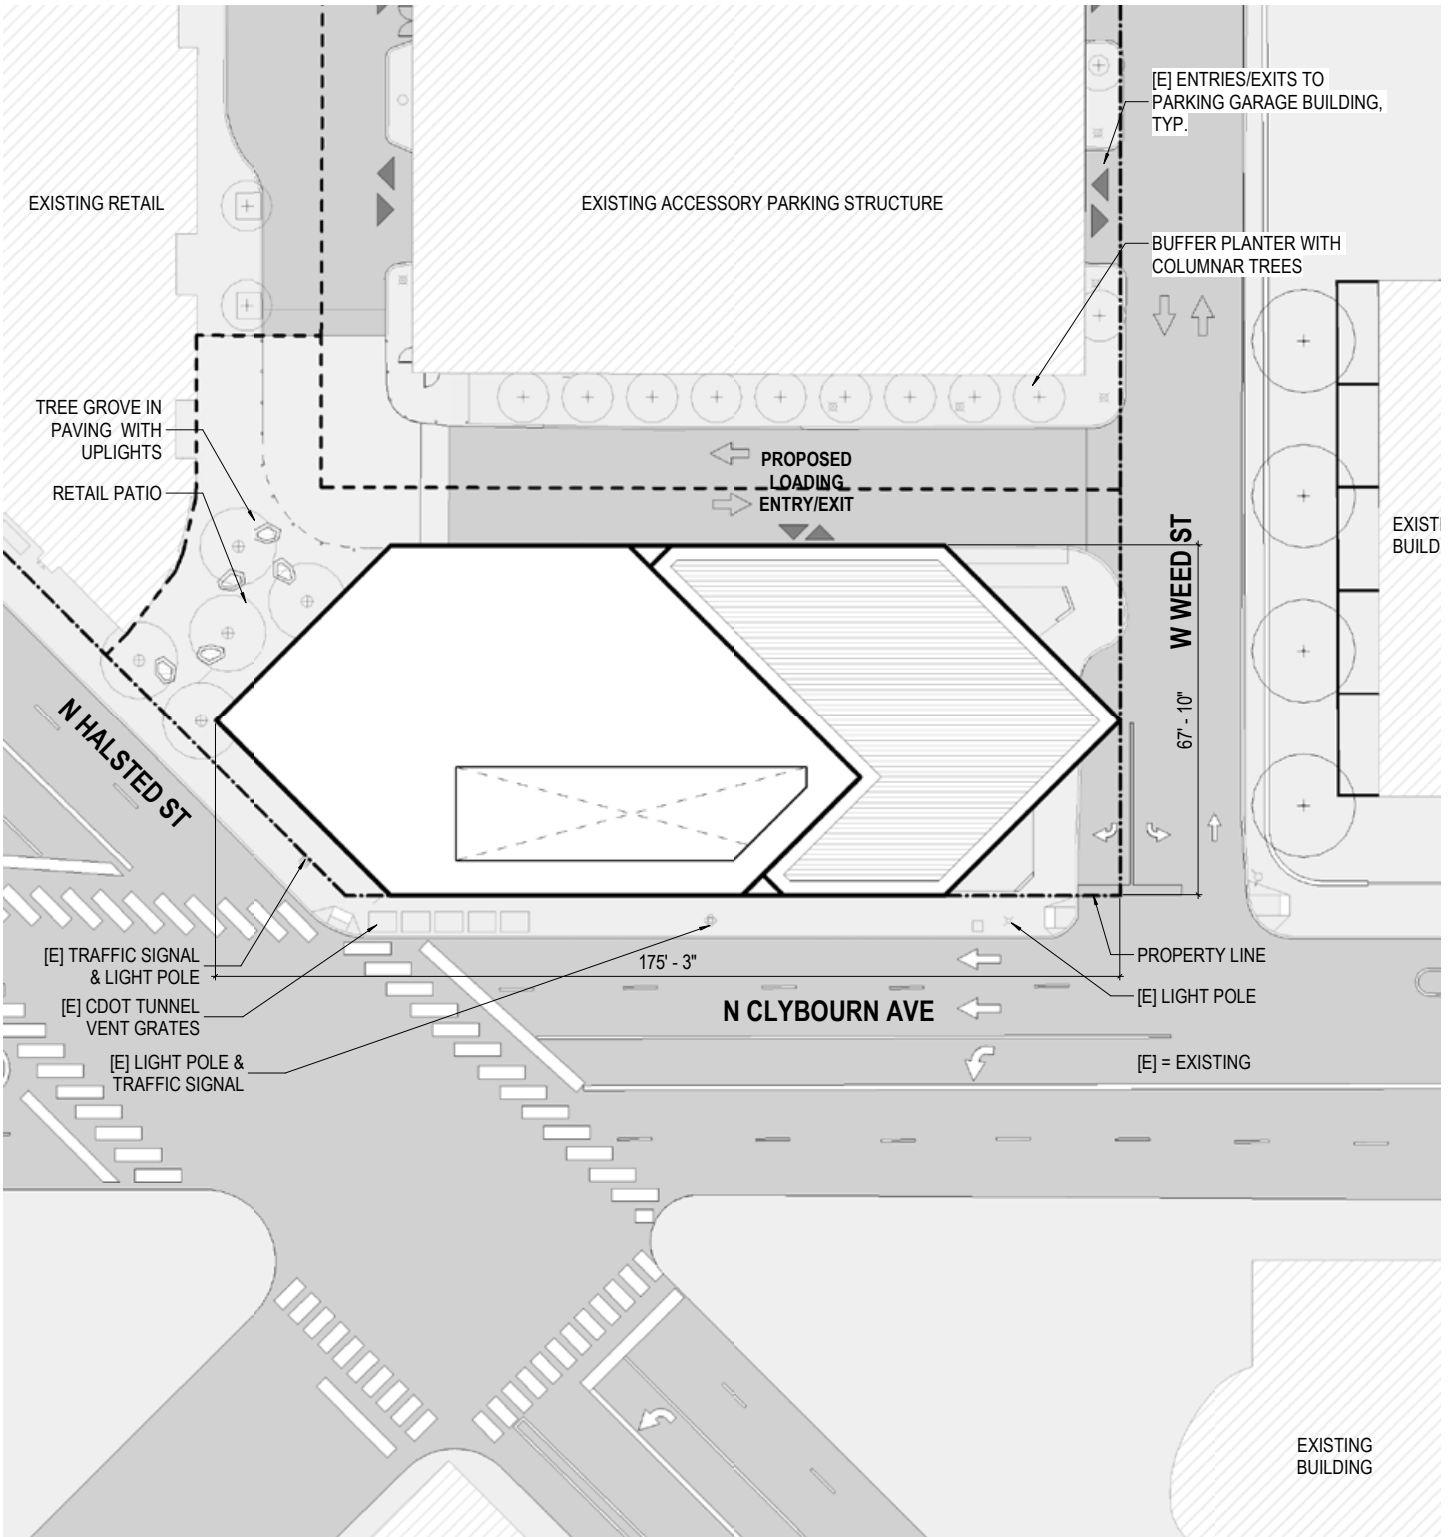 [E] ENTRIES/EXITS TO
PARKING GARAGE BUILDING,
TYP.
EXISTING RETAIL
EXISTING ACCESSORY PARKING STRUCTURE
BUFFER PLANTER WITH
COLUMNAR TREES
TREE GROVE IN
PAVING WITH
UPLIGHTS
RETAIL PATIO
PROPOSED
LOADING
ENTRY/EXIT
W WEED ST
67' - 10"
N HALSTED ST
[E] TRAFFIC SIGNAL
& LIGHT POLE
175' - 3"
PROPERTY LINE
[E] CDOT TUNNEL
VENT GRATES
N CLYBOURN AVE
[E] LIGHT POLE
[E] LIGHT POLE &
TRAFFIC SIGNAL
[E] = EXISTING
EXISTING
BUILDING